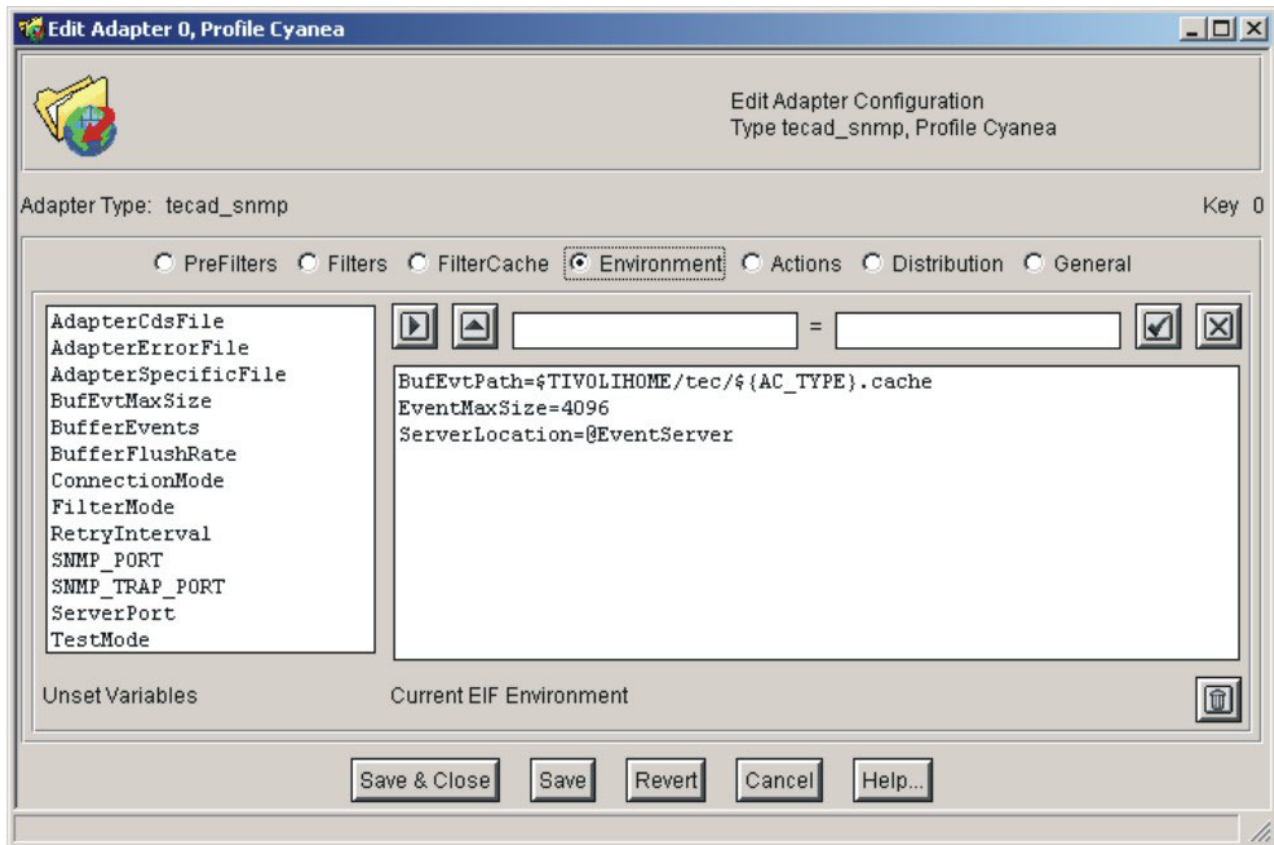 Edit Adapter 0, Profile Cyanea
Edit Adapter Configuration
Type tecad_snmp, Profile Cyanea
Adapter Type: tecad_snmp
Key 0
PreFilters Filters FilterCache Environment Actions Distribution General
AdapterCdsFile
AdapterErrorFile
AdapterSpecificFile
BufEvtMaxSize
BufferEvents
BufferFlushRate
ConnectionMode
FilterMode
RetryInterval
SNMP_PORT
SNMP_TRAP_PORT
ServerPort
TestMode
=
BufEvtPath=$TIVOLIHOME/tec/${AC_TYPE}.cache
EventMaxSize=4096
ServerLocation=@EventServer
Unset Variables
Current EIF Environment
Save & Close Save Revert Cancel Help...